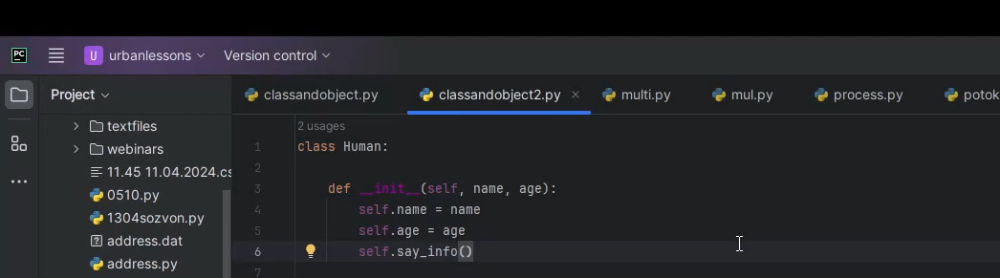 PC U urbanlessons Version control
Project classandobject.py classandobject2.py multi.py mul.py process.py potok
textfiles
webinars
11.45 11.04.2024.cs
0510.py
1304sozvon.py
address.dat
address.py
2 usages
1 class Human:
2
3 def __init__(self, name, age):
4 self.name = name
5 self.age = age
6 self.say_info()
7